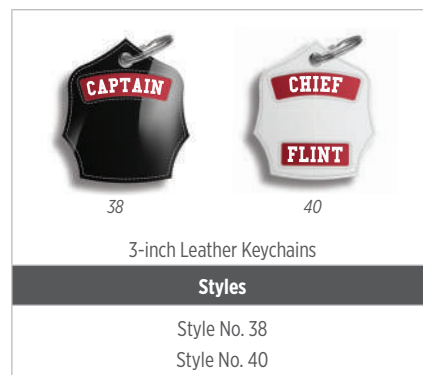 CAPTAIN
CHIEF
FLINT
38
40
3-inch Leather Keychains
Styles
Style No. 38
Style No. 40